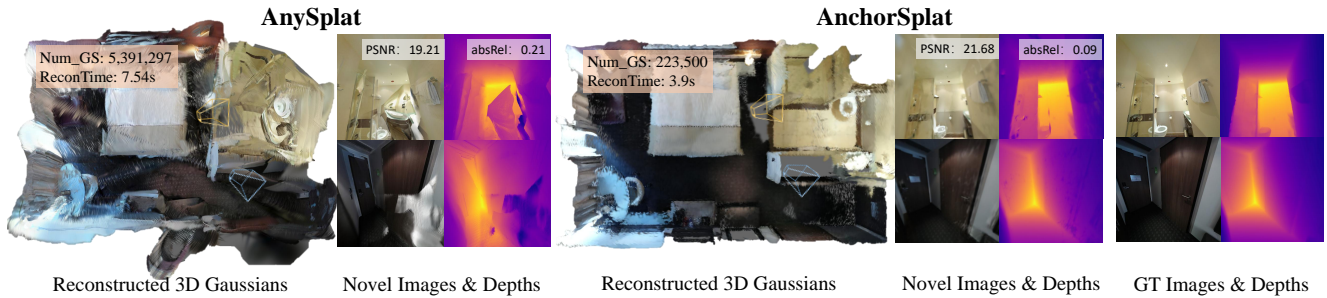 AnySplat
AnchorSplat
Num_GS: 5,391,297
ReconTime: 7.54s
PSNR: 19.21
absRel: 0.21
Num_GS: 223,500
ReconTime: 3.9s
PSNR: 21.68
absRel: 0.09
Reconstructed 3D Gaussians
Novel Images & Depths
Reconstructed 3D Gaussians
Novel Images & Depths
GT Images & Depths